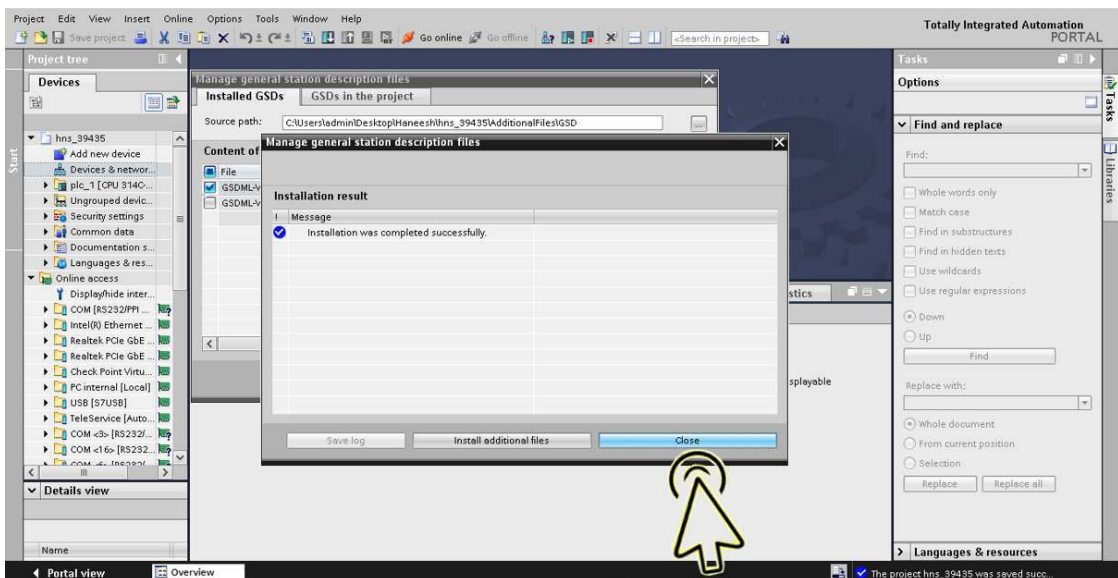 Project Edit View Insert Online Options Tools Window Help
Totally Integrated Automation
PORTAL
Save project
Go online
Go offline
<Search in project>
Project tree
Devices
Start
hns_39435
Add new device
Devices & networ...
plc_1 [CPU 314C-...
Ungrouped devic...
Security settings
Common data
Documentation s...
Languages & res...
Online access
Display/hide inter...
COM [RS232/PPI ...
Intel(R) Ethernet ...
Realtek PCIe GbE ...
Realtek PCIe GbE ...
Check Point Virtu...
PC internal [Local]
USB [S7USB]
TeleService [Auto...
COM <3> [RS232/...
COM <16> [RS232...
Details view
Name
Manage general station description files
Installed GSDs
GSDs in the project
Source path:
C:\Users\admin\Desktop\Haneesh\hns_39435\AdditionalFiles\GSD
Content of
File
GSDML-V
GSDML-V
Manage general station description files
Installation result
! Message
Installation was completed successfully.
Save log
Install additional files
Close
stics
splayable
Tasks
Options
Find and replace
Find:
Whole words only
Match case
Find in substructures
Find in hidden texts
Use wildcards
Use regular expressions
Down
Up
Find
Replace with:
Whole document
From current position
Selection
Replace
Replace all
Languages & resources
Tasks
Libraries
Portal view
Overview
The project hns_39435 was saved succ...